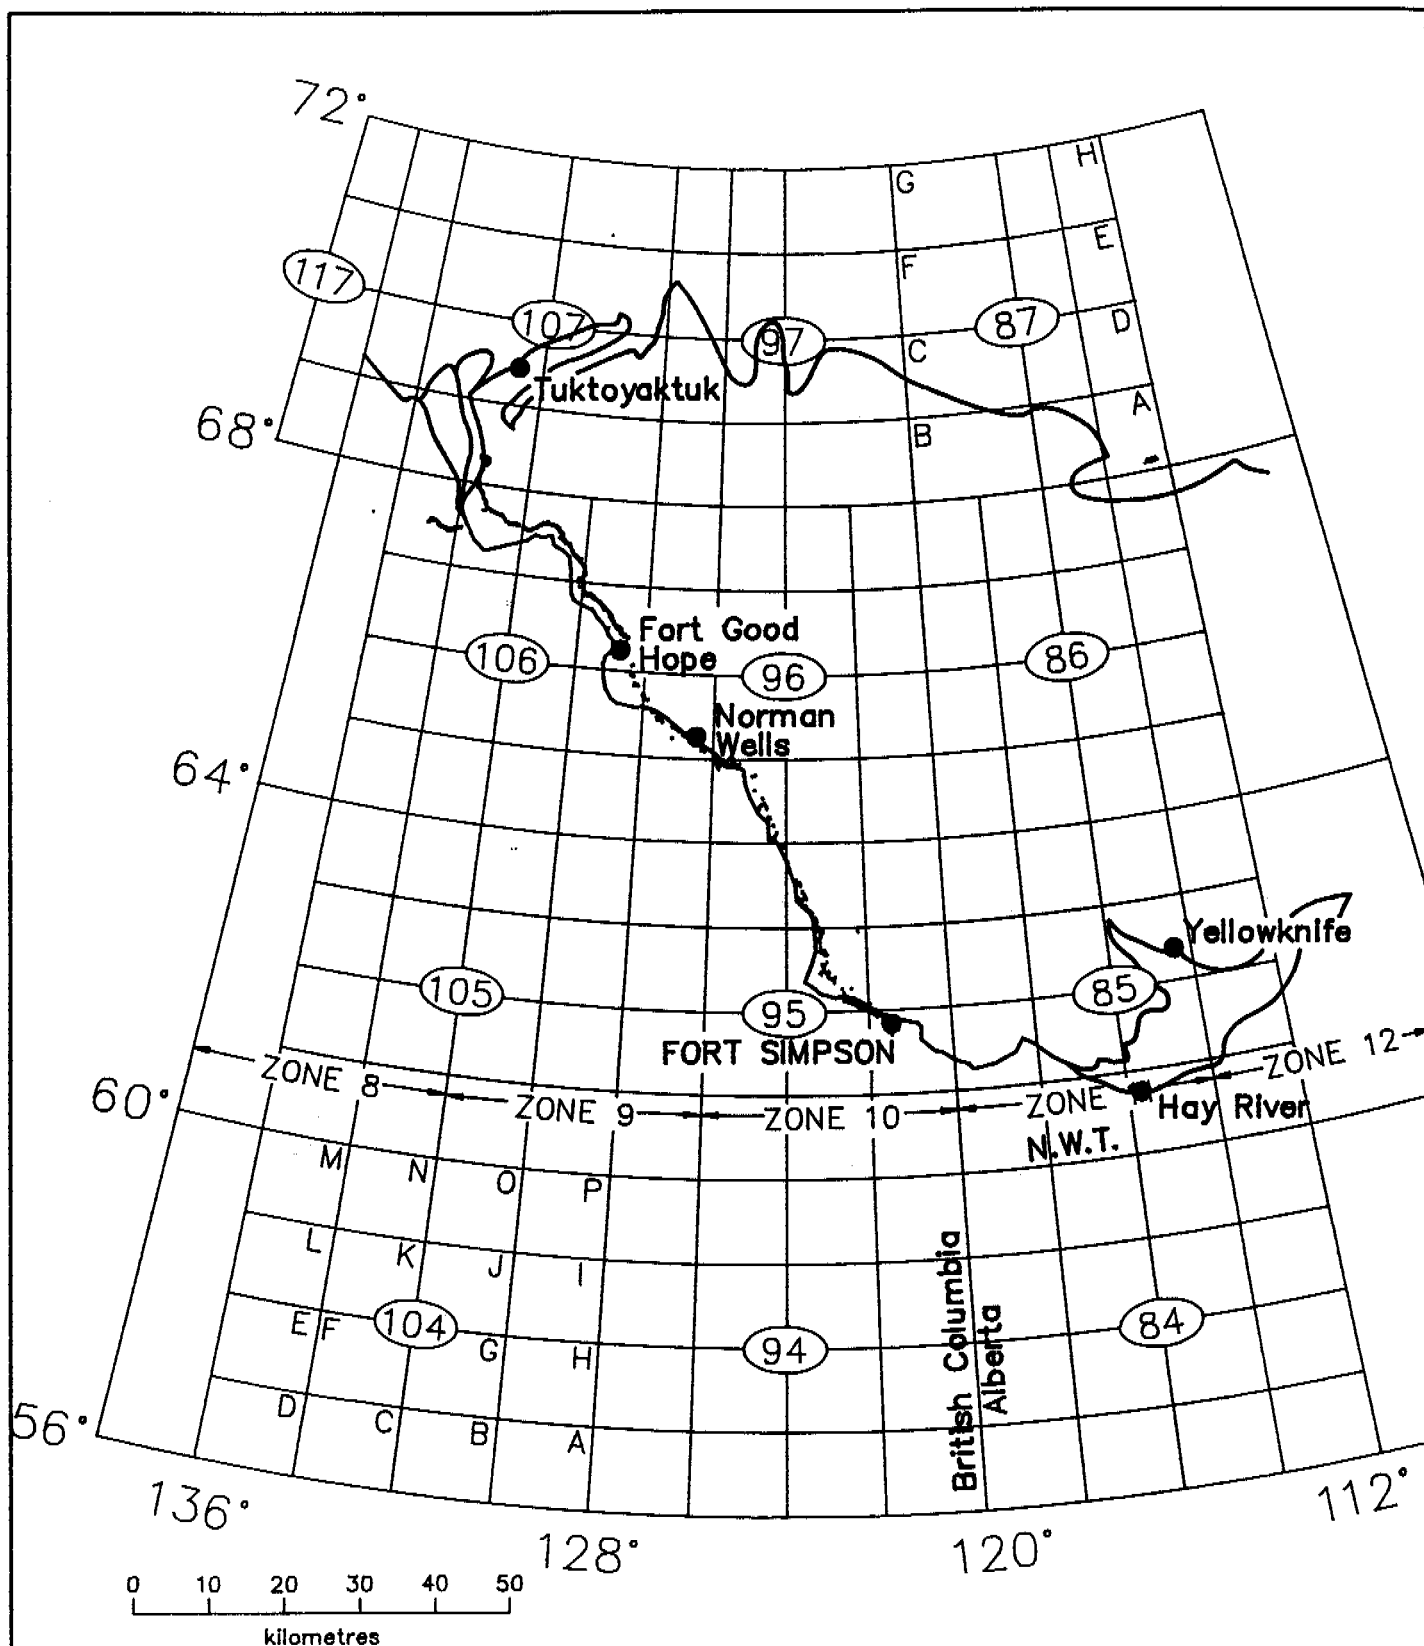 72°
H
G
E
F
117
107
87
D
97
C
Tuktoyaktuk
A
68°
B
Fort Good
Hope
106
96
86
Norman
Wells
64°
Yellowknife
105
85
95
FORT SIMPSON
ZONE 8
ZONE 9
ZONE 10
ZONE
ZONE 12
60°
Hay River
N.W.T.
M
N
O
P
L
K
J
I
British Columbia
Alberta
E
F
104
G
H
94
84
D
C
B
A
56°
136°
128°
120°
112°
0 10 20 30 40 50
kilometres